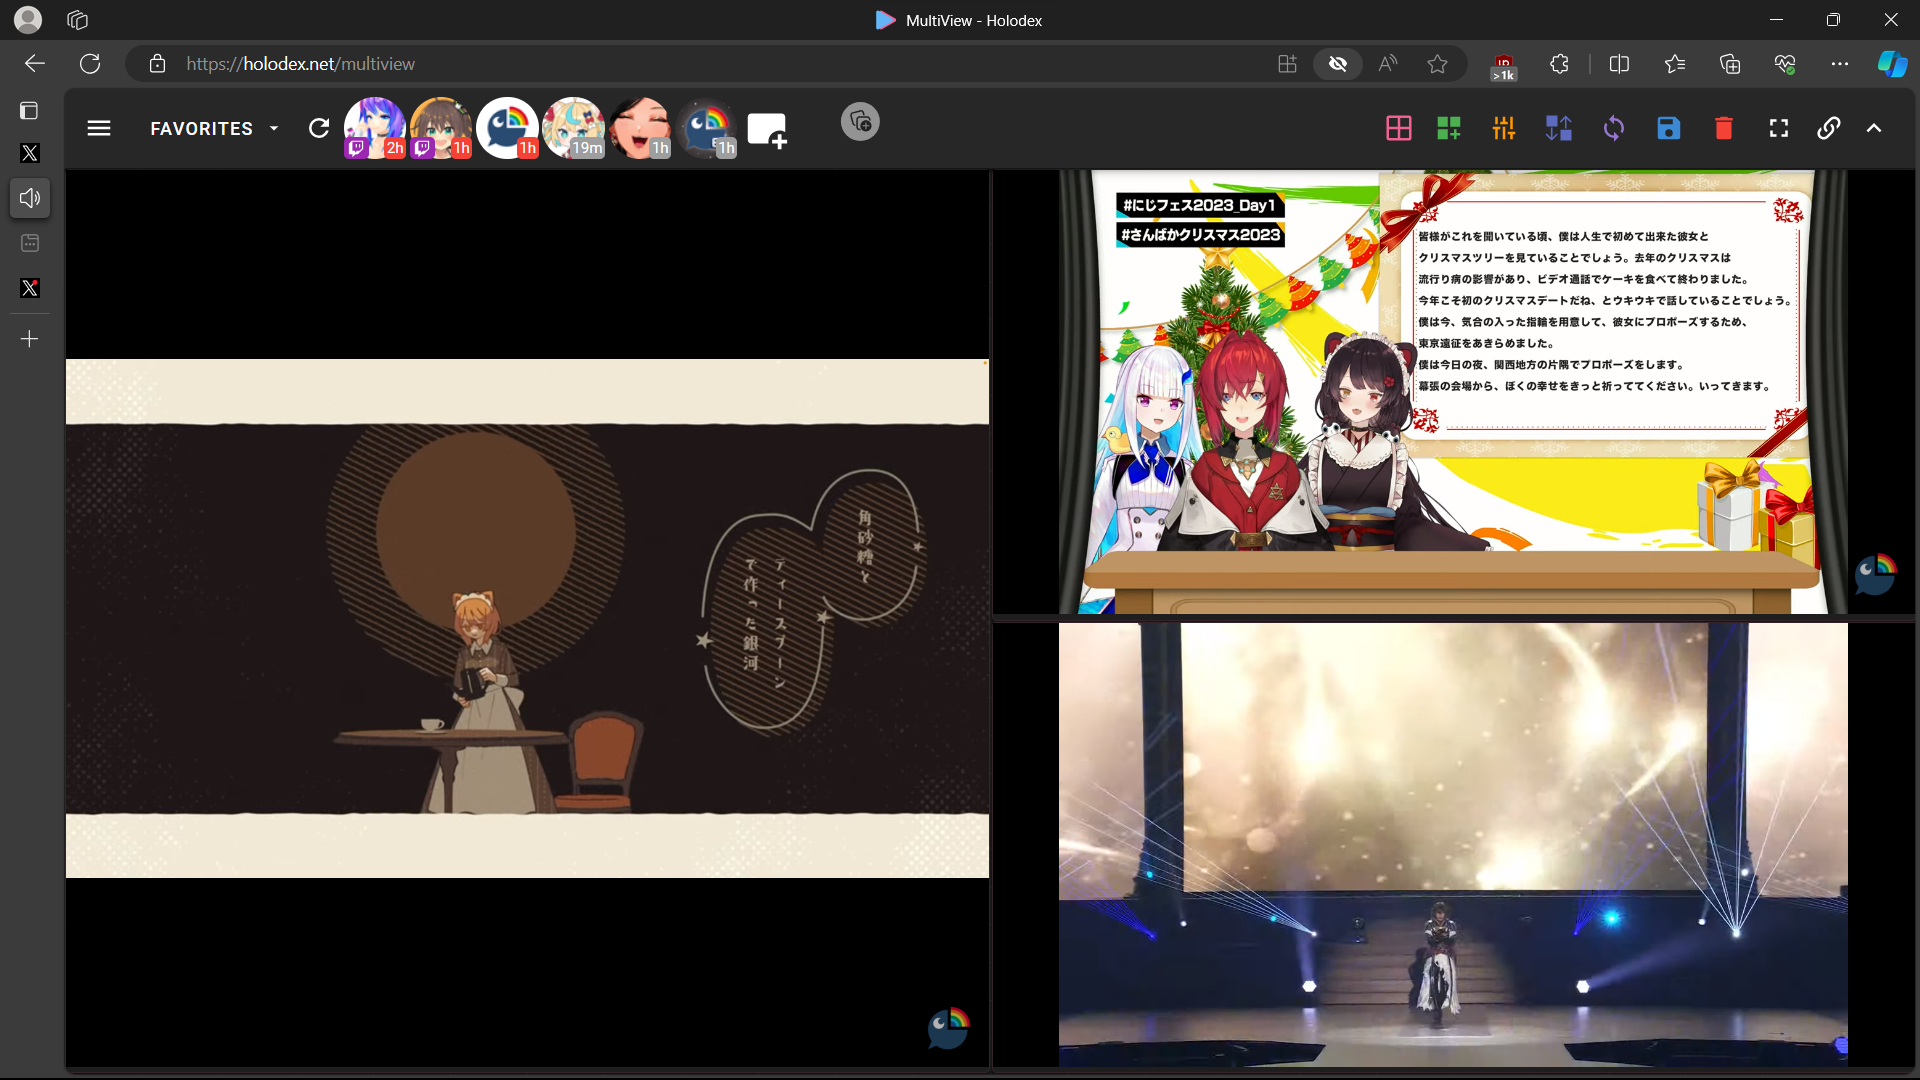 MultiView - Holodex
https://holodex.net/multiview
>1k
FAVORITES
2h
1h
1h
19m
1h
1h
#にじフェス2023_Day1
#さんばかクリスマス2023
皆様がこれを聞いている頃、僕は人生で初めて出来た彼女と
クリスマスツリーを見ていることでしょう。去年のクリスマスは
流行り病の影響があり、ビデオ通話でケーキを食べて終わりました。
今年こそ初のクリスマスデートだね、とウキウキで話していることでしょう。
僕は今、気合の入った指輪を用意して、彼女にプロポーズするため、
東京遠征をあきらめました。
僕は今日の夜、関西地方の片隅でプロポーズをします。
幕張の会場から、ぼくの幸せをきっと祈っててください。いってきます。
角砂糖と
ティースプーン
で作った銀河